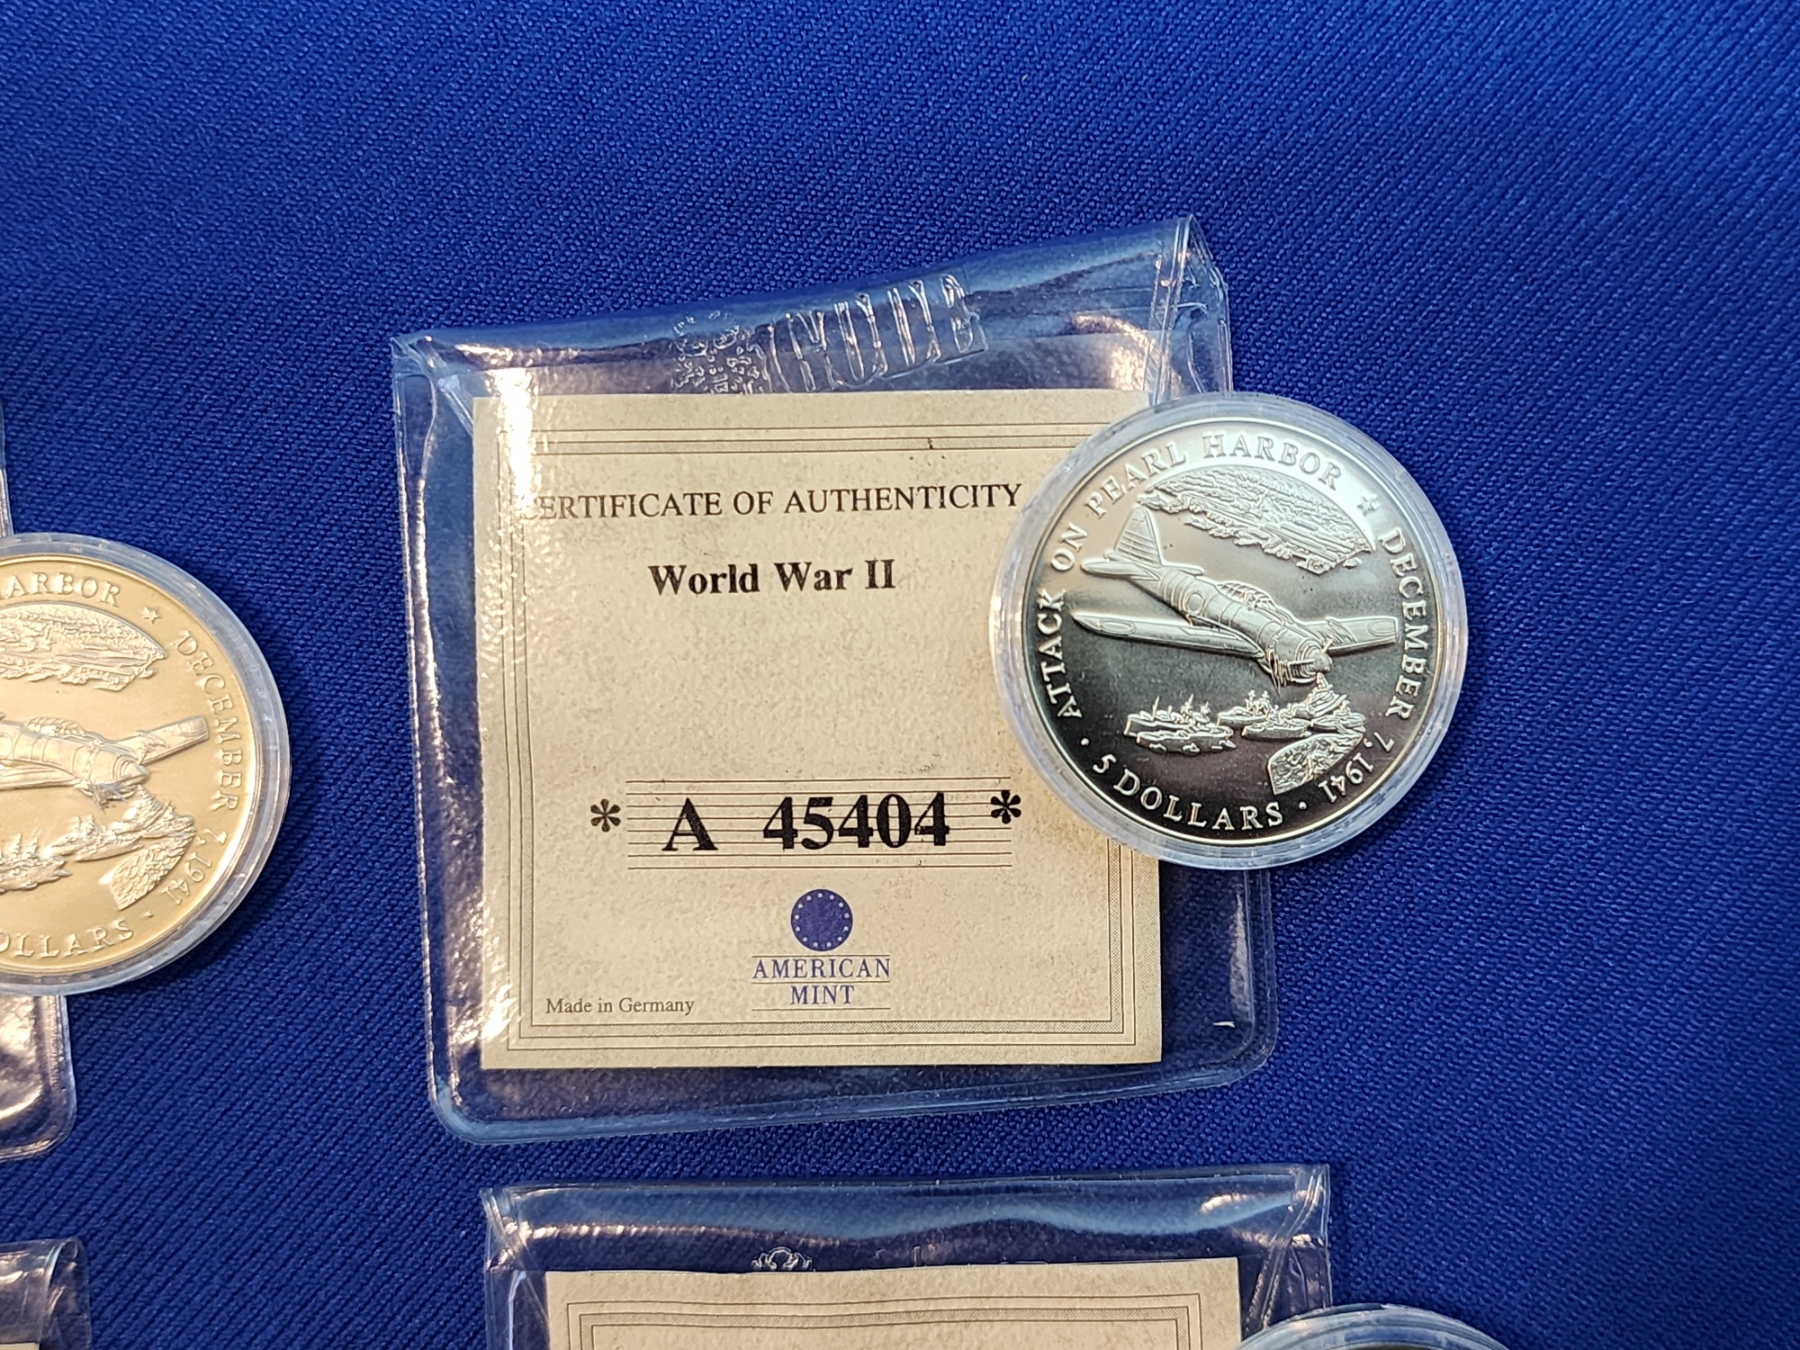 ERTIFICATE OF AUTHENTICITY
World War II
* A 45404 *
AMERICAN
MINT
Made in Germany
ATTACK ON PEARL HARBOR ★ DECEMBER 7, 1941
· 5 DOLLARS ·
ARBOR ★ DECEMBER 7, 1941
OLLARS ·